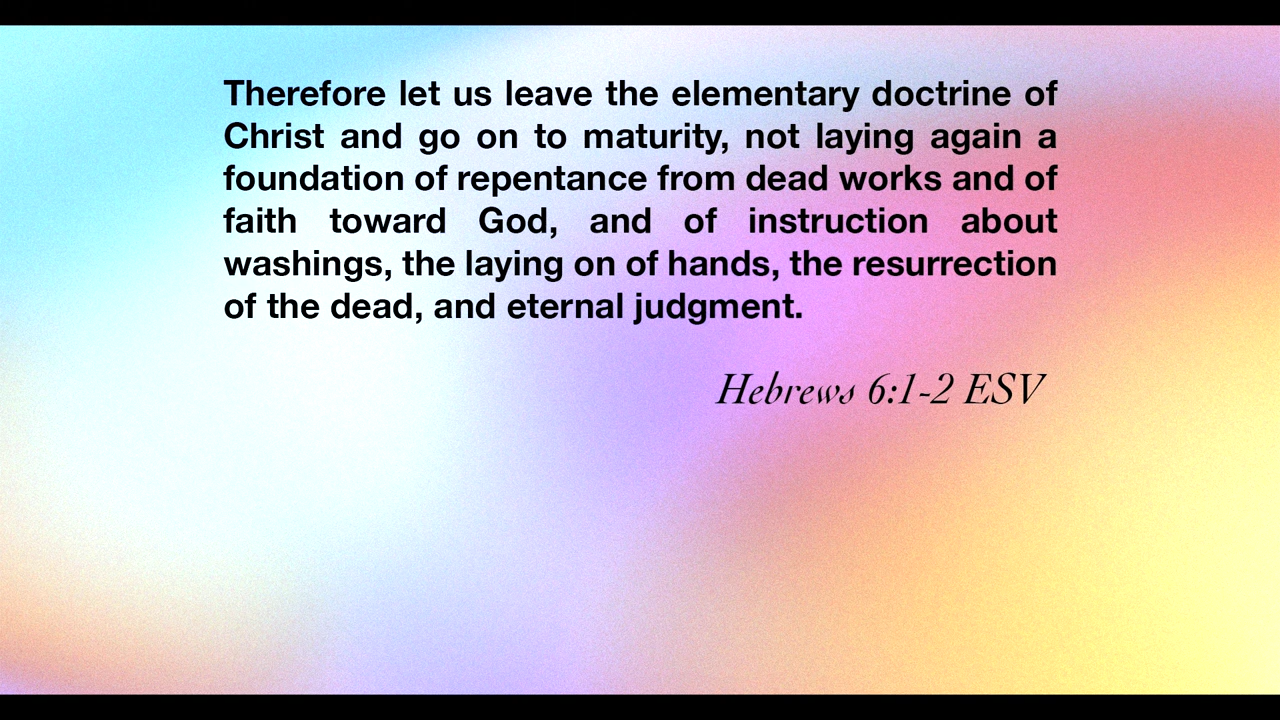 Therefore let us leave the elementary doctrine of
Christ and go on to maturity, not laying again a
foundation of repentance from dead works and of
faith toward God, and of instruction about
washings, the laying on of hands, the resurrection
of the dead, and eternal judgment.
Hebrews 6:1-2 ESV